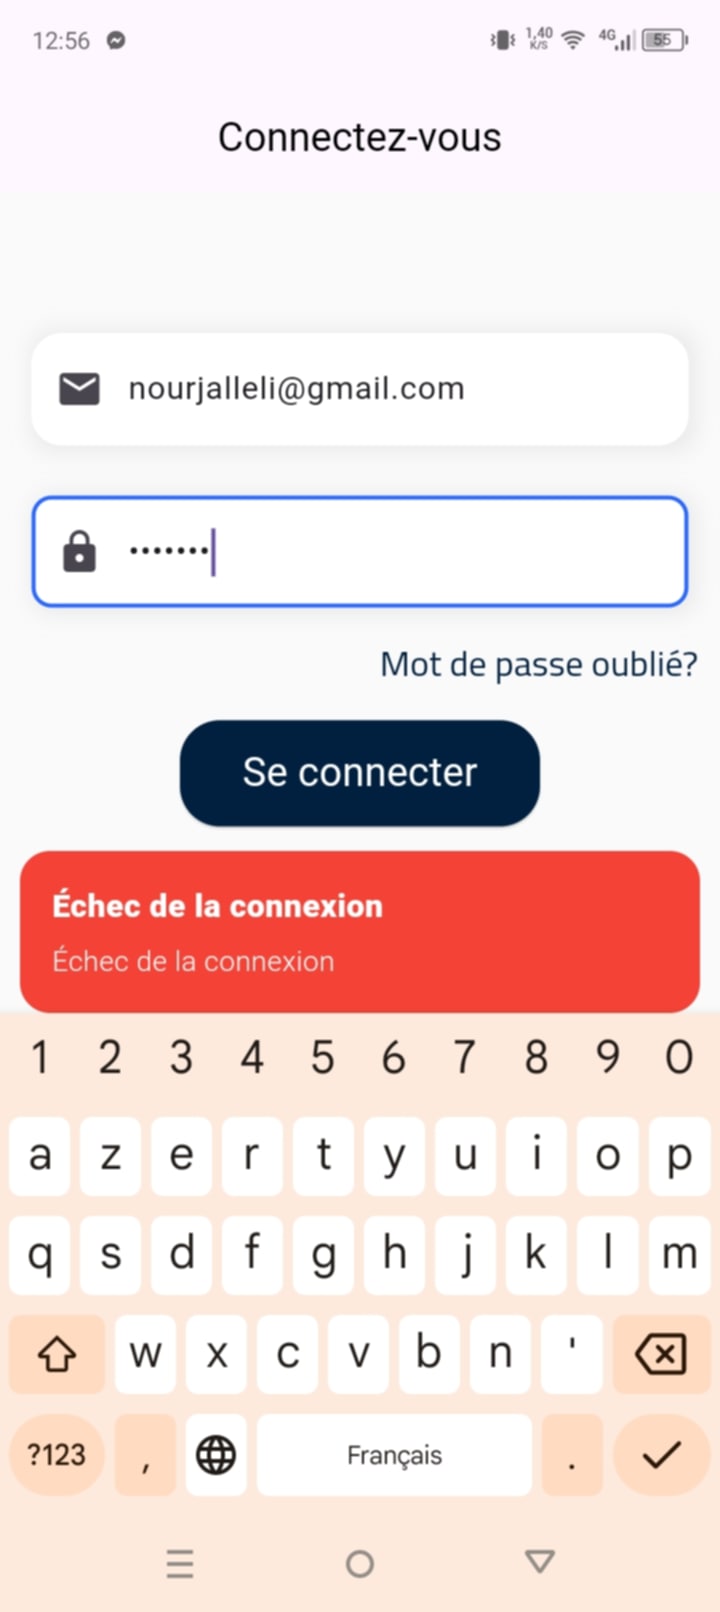 12:56 1,40 K/S 4G 55
Connectez-vous
nourjalleli@gmail.com
•••••••
Mot de passe oublié?
Se connecter
Échec de la connexion
Échec de la connexion
1 2 3 4 5 6 7 8 9 0
a z e r t y u i o p
q s d f g h j k l m
w x c v b n '
?123 , Français .